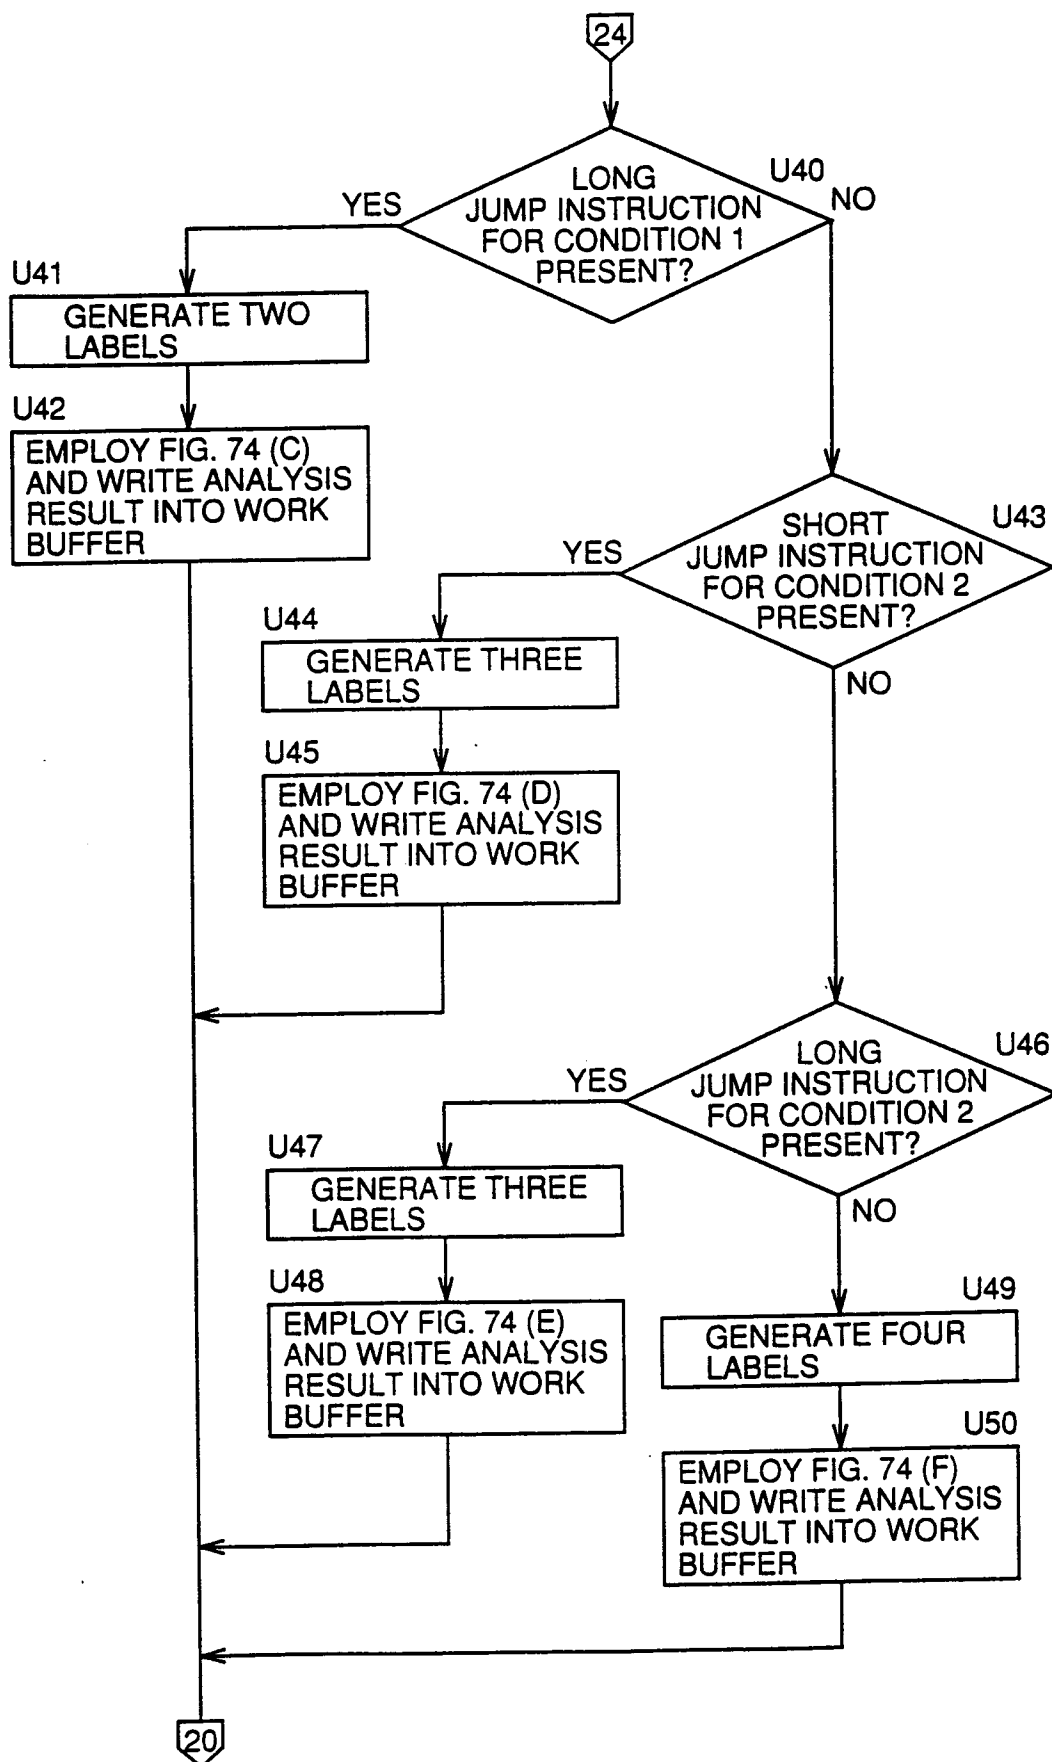 24
U40
LONG
JUMP INSTRUCTION
FOR CONDITION 1
PRESENT?
YES
NO
U41
GENERATE TWO
LABELS
U42
EMPLOY FIG. 74 (C)
AND WRITE ANALYSIS
RESULT INTO WORK
BUFFER
U43
SHORT
JUMP INSTRUCTION
FOR CONDITION 2
PRESENT?
YES
NO
U44
GENERATE THREE
LABELS
U45
EMPLOY FIG. 74 (D)
AND WRITE ANALYSIS
RESULT INTO WORK
BUFFER
U46
LONG
JUMP INSTRUCTION
FOR CONDITION 2
PRESENT?
YES
NO
U47
GENERATE THREE
LABELS
U48
EMPLOY FIG. 74 (E)
AND WRITE ANALYSIS
RESULT INTO WORK
BUFFER
U49
GENERATE FOUR
LABELS
U50
EMPLOY FIG. 74 (F)
AND WRITE ANALYSIS
RESULT INTO WORK
BUFFER
20